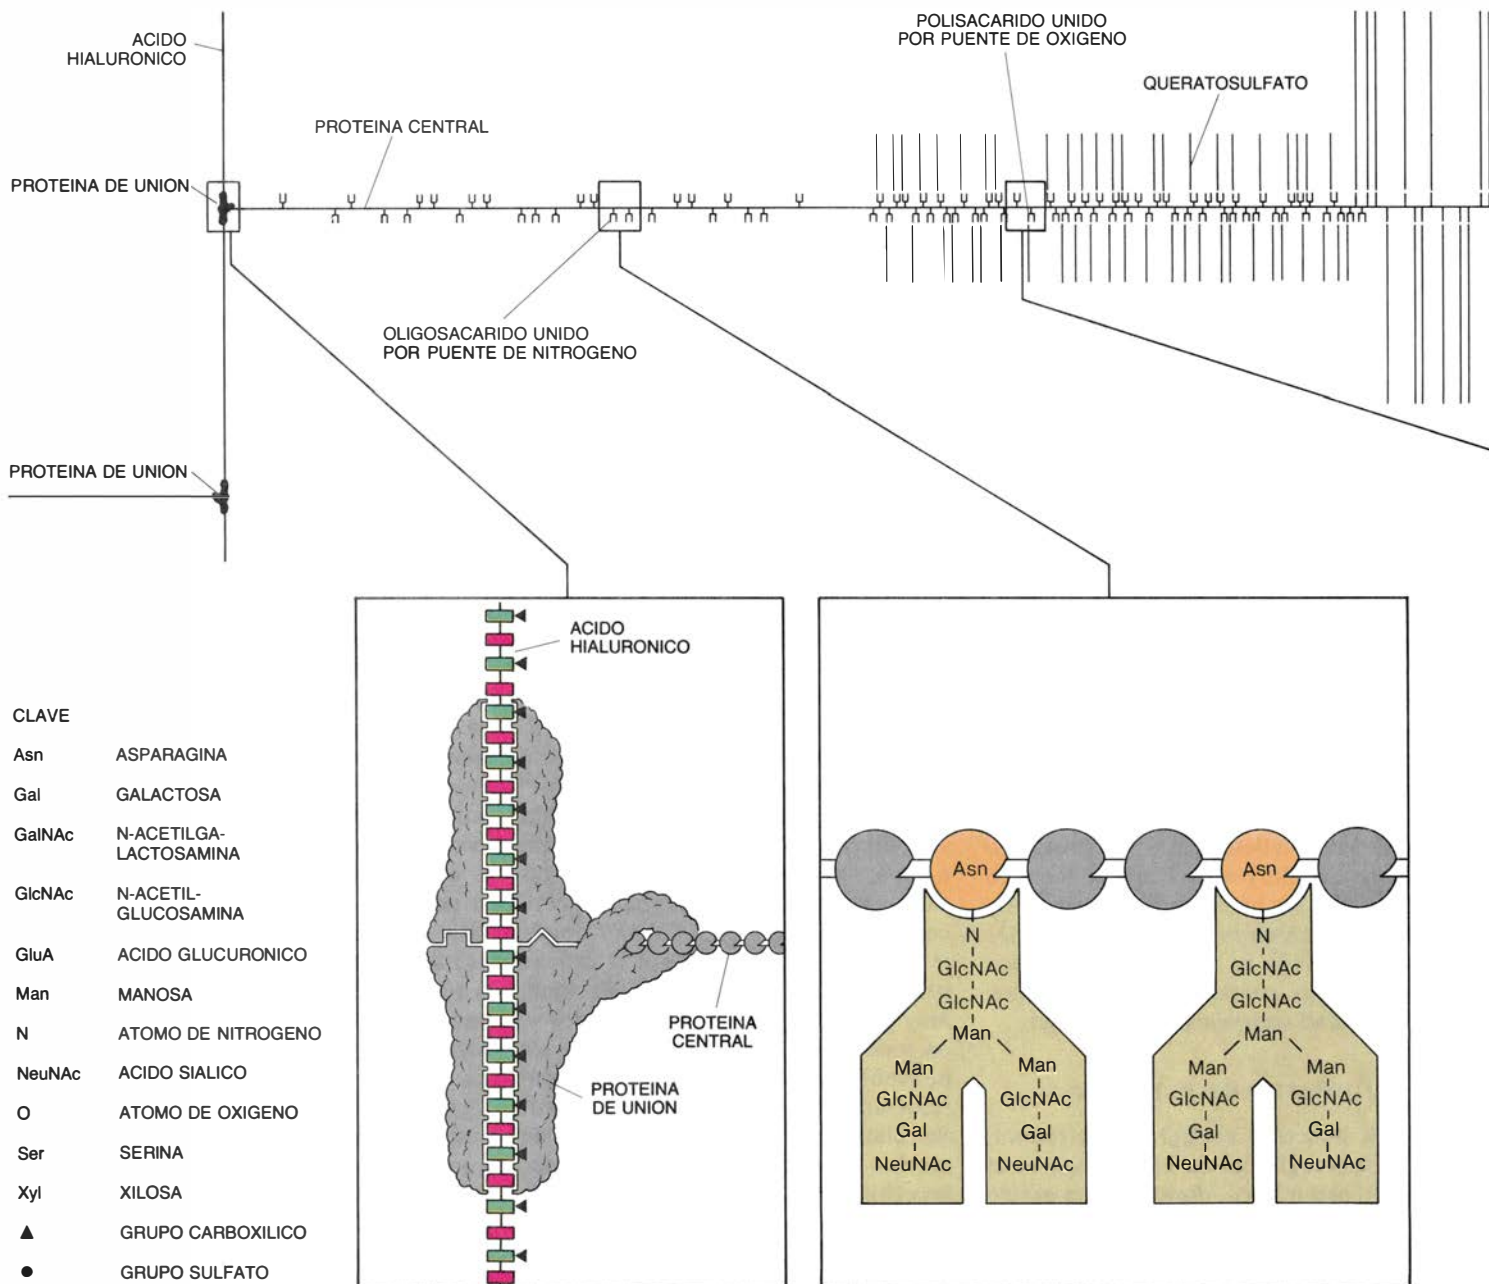 ACIDO
HIALURONICO
POLISACARIDO UNIDO
POR PUENTE DE OXIGENO
QUERATOSULFATO
PROTEINA CENTRAL
PROTEINA DE UNION
OLIGOSACARIDO UNIDO
POR PUENTE DE NITROGENO
PROTEINA DE UNION
CLAVE
Asn ASPARAGINA
Gal GALACTOSA
GalNAc N-ACETILGA-
LACTOSAMINA
GlcNAc N-ACETIL-
GLUCOSAMINA
GluA ACIDO GLUCURONICO
Man MANOSA
N ATOMO DE NITROGENO
NeuNAc ACIDO SIALICO
O ATOMO DE OXIGENO
Ser SERINA
Xyl XILOSA
▲ GRUPO CARBOXILICO
● GRUPO SULFATO
ACIDO
HIALURONICO
PROTEINA
CENTRAL
PROTEINA
DE UNION
Asn Asn
N N
GlcNAc GlcNAc
GlcNAc GlcNAc
Man Man
Man Man Man Man
GlcNAc GlcNAc GlcNAc GlcNAc
Gal Gal Gal Gal
NeuNAc NeuNAc NeuNAc NeuNAc